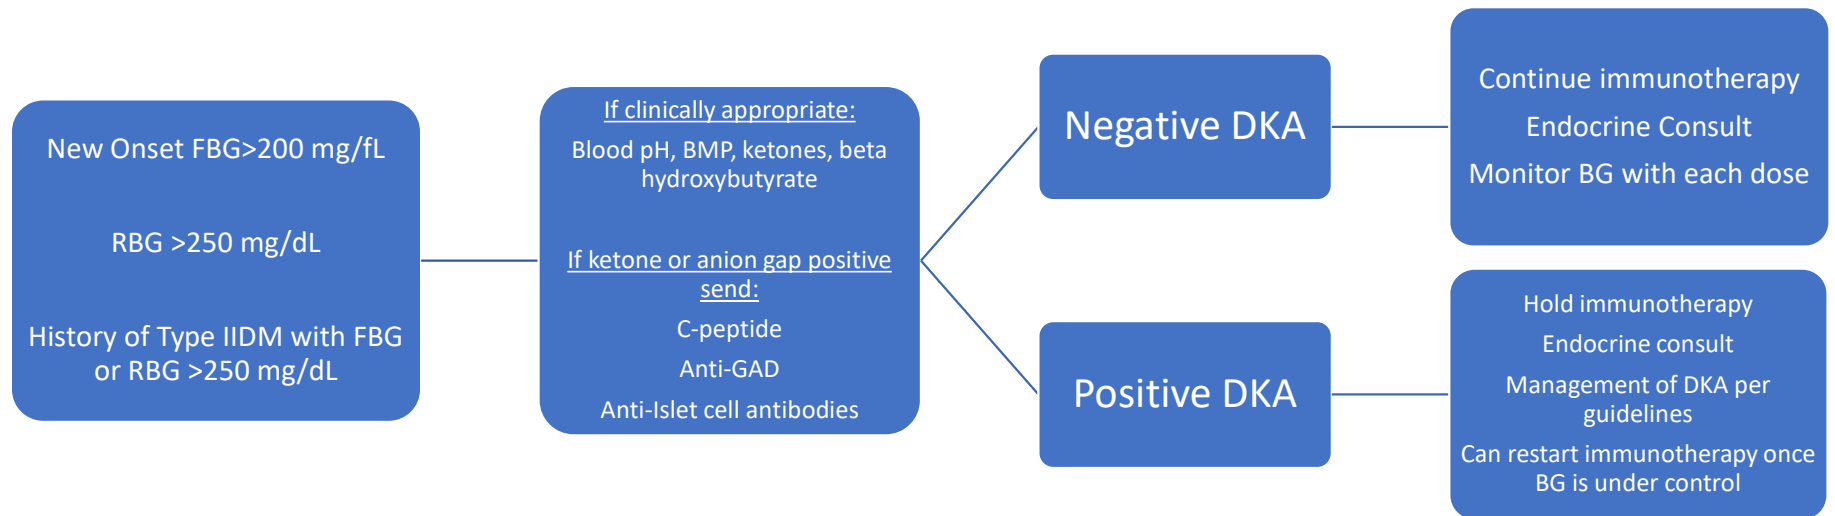 New Onset FBG>200 mg/fL
RBG >250 mg/dL
History of Type IIDM with FBG
or RBG >250 mg/dL
If clinically appropriate:
Blood pH, BMP, ketones, beta
hydroxybutyrate
If ketone or anion gap positive
send:
C-peptide
Anti-GAD
Anti-Islet cell antibodies
Negative DKA
Continue immunotherapy
Endocrine Consult
Monitor BG with each dose
Positive DKA
Hold immunotherapy
Endocrine consult
Management of DKA per
guidelines
Can restart immunotherapy once
BG is under control